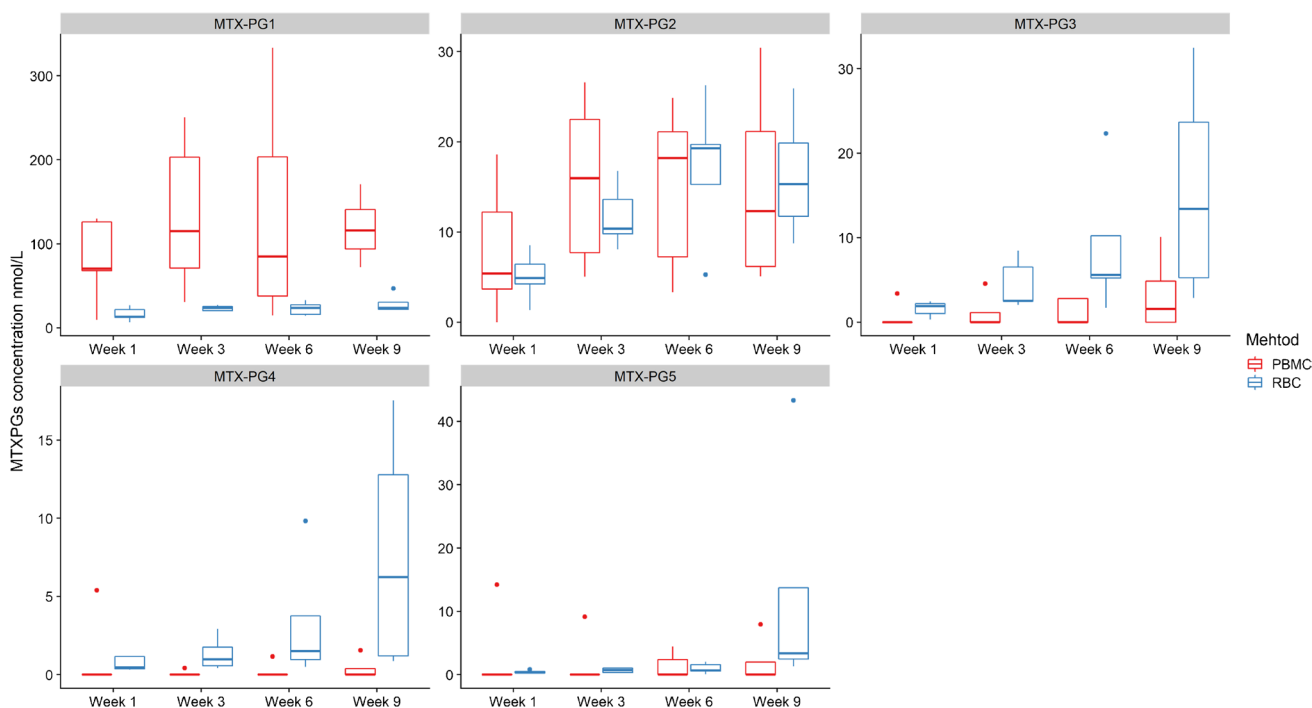 MTX-PG1
MTX-PG2
MTX-PG3
300
200
100
0
30
20
10
0
30
20
10
0
Week 1 Week 3 Week 6 Week 9
Week 1 Week 3 Week 6 Week 9
Week 1 Week 3 Week 6 Week 9
MTXPGs concentration nmol/L
MTX-PG4
MTX-PG5
15
10
5
0
40
30
20
10
0
Week 1 Week 3 Week 6 Week 9
Week 1 Week 3 Week 6 Week 9
Mehtod
PBMC
RBC